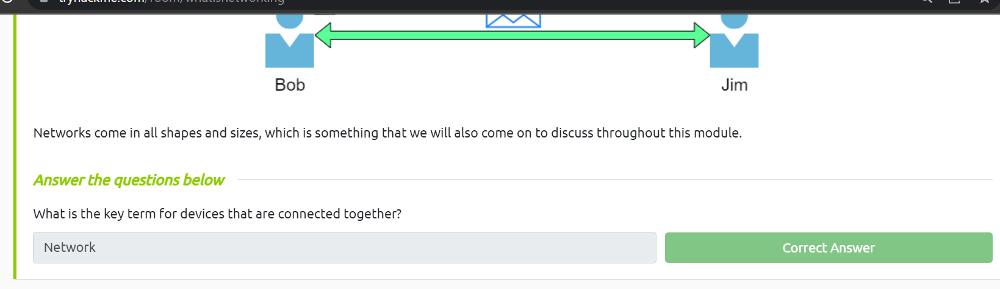 tryhackme.com/room/whatisnetworking
Bob
Jim
Networks come in all shapes and sizes, which is something that we will also come on to discuss throughout this module.
Answer the questions below
What is the key term for devices that are connected together?
Network
Correct Answer